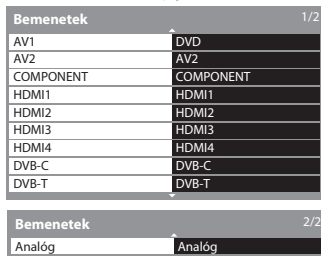 Bemenetek 1/2
AV1 DVD
AV2 AV2
COMPONENT COMPONENT
HDMI1 HDMI1
HDMI2 HDMI2
HDMI3 HDMI3
HDMI4 HDMI4
DVB-C DVB-C
DVB-T DVB-T
Bemenetek 2/2
Analóg Analóg